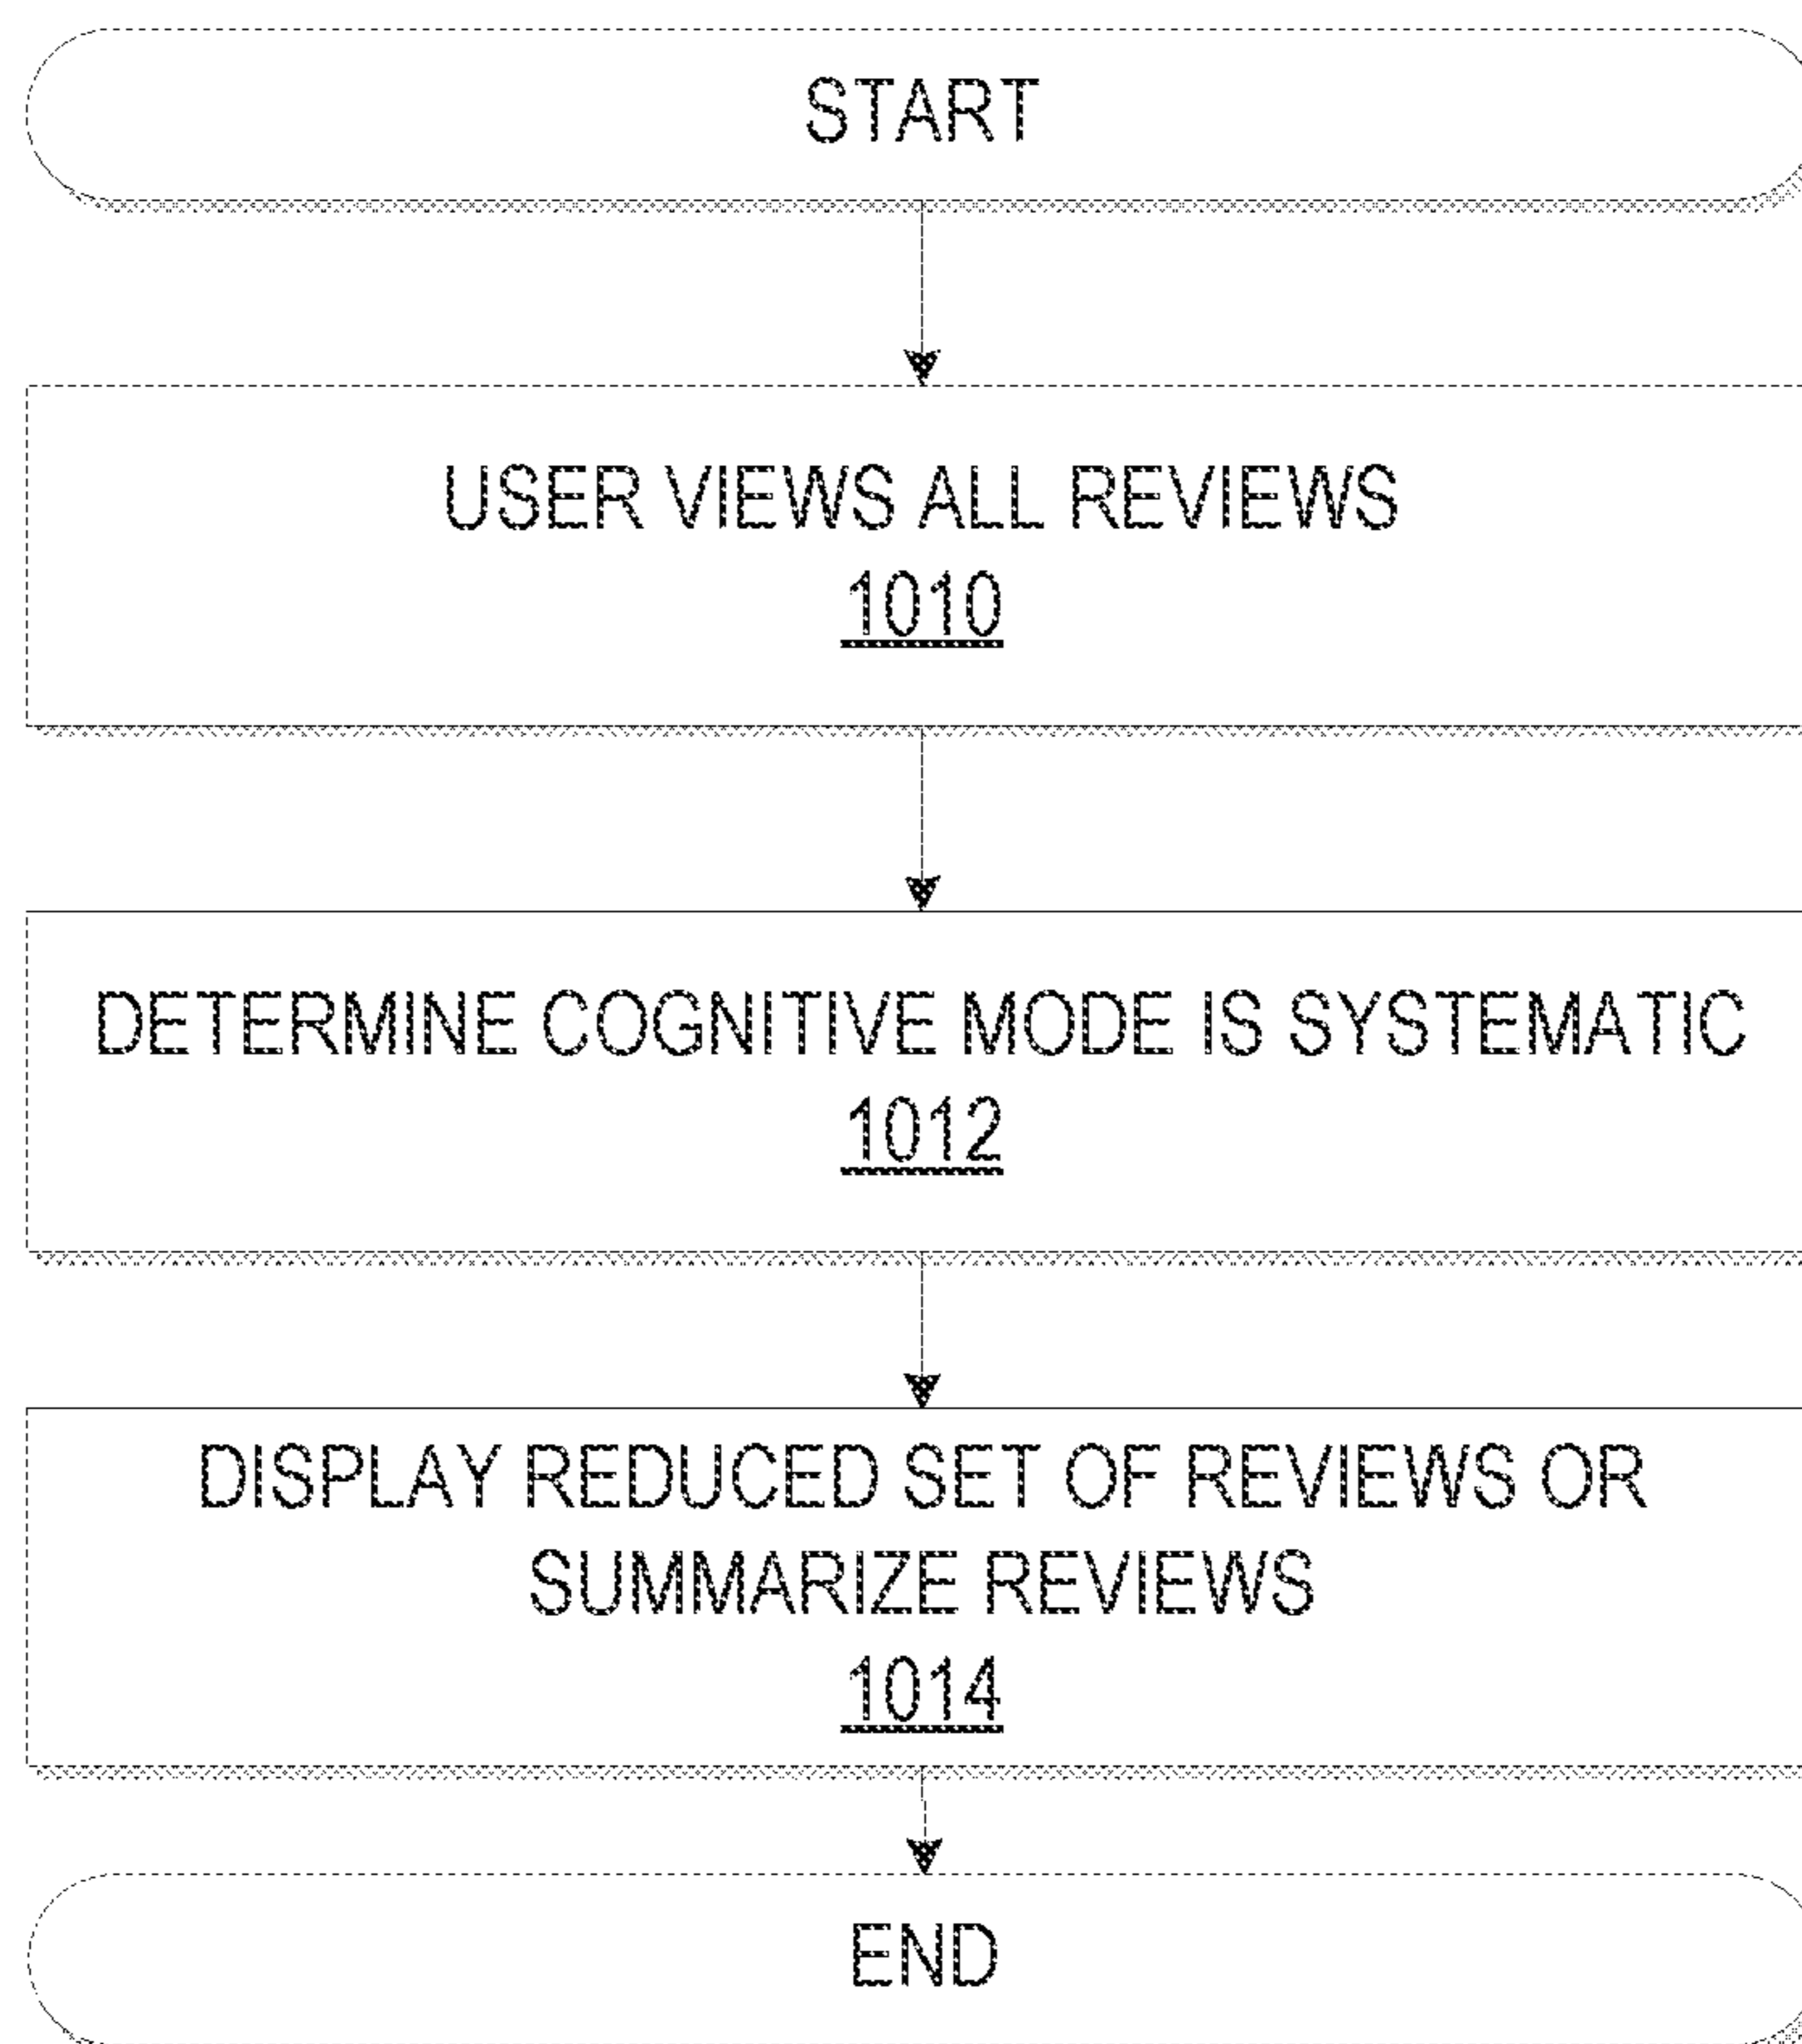 START
USER VIEWS ALL REVIEWS
1010
DETERMINE COGNITIVE MODE IS SYSTEMATIC
1012
DISPLAY REDUCED SET OF REVIEWS OR
SUMMARIZE REVIEWS
1014
END